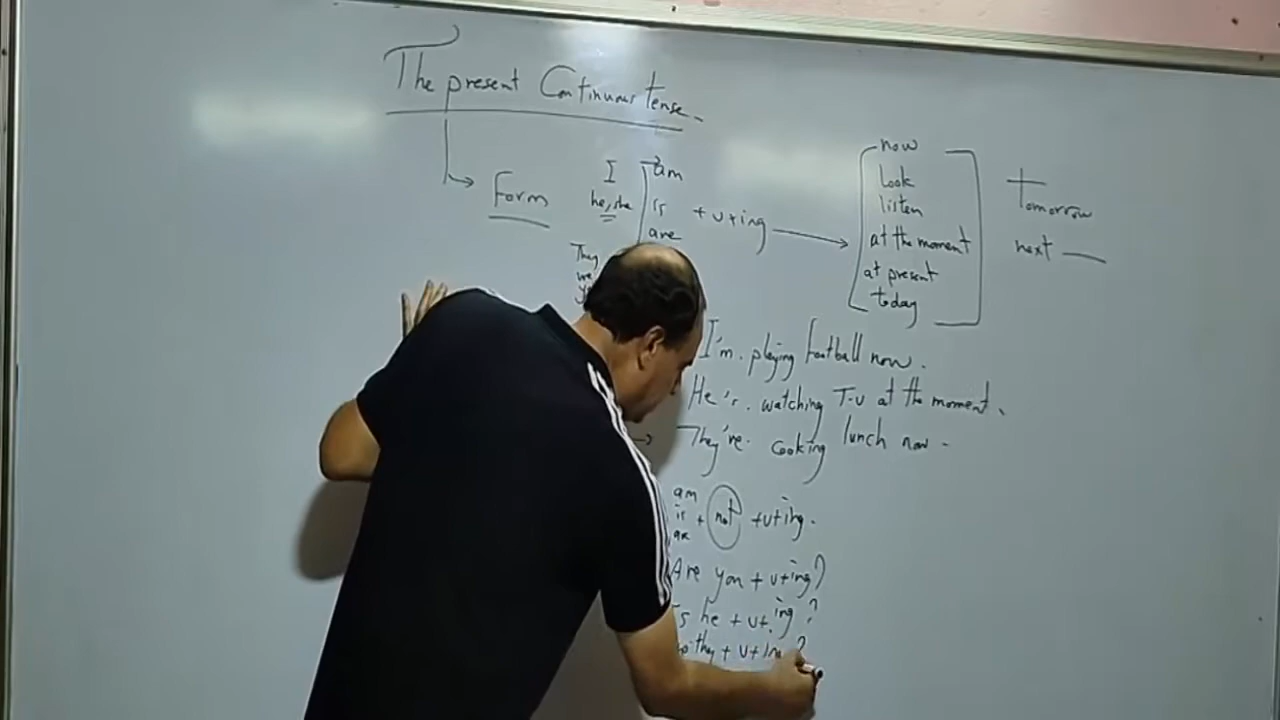 The present Continuous tense.
Form
I
he, she
They
we
am
is
are
+ v+ing
now
look
listen
at the moment
at present
today
Tomorrow
next
I'm. playing football now.
He's. watching T-v at the moment.
They're. cooking lunch now.
am
is
are
+ not +v+ing.
Are you + v+ing?
Is he + v+ing?
they + v+ing?